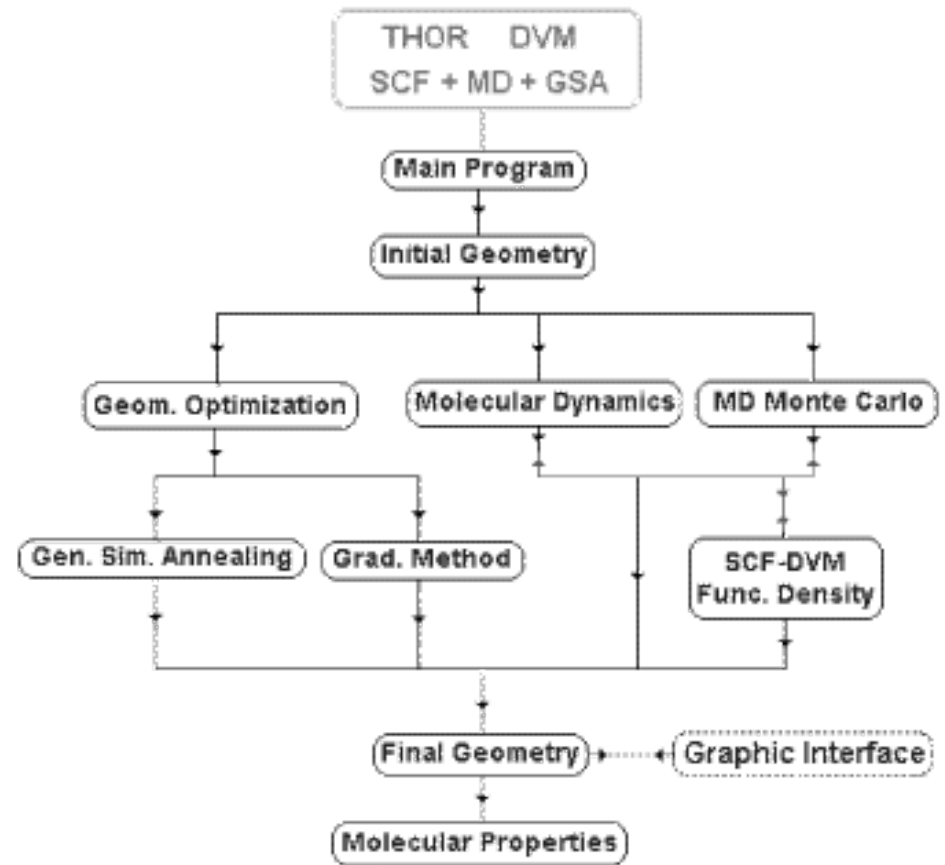 THOR DVM
SCF + MD + GSA
Main Program
Initial Geometry
Geom. Optimization
Molecular Dynamics
MD Monte Carlo
Gen. Sim. Annealing
Grad. Method
SCF-DVM
Func. Density
Final Geometry
Graphic Interface
Molecular Properties